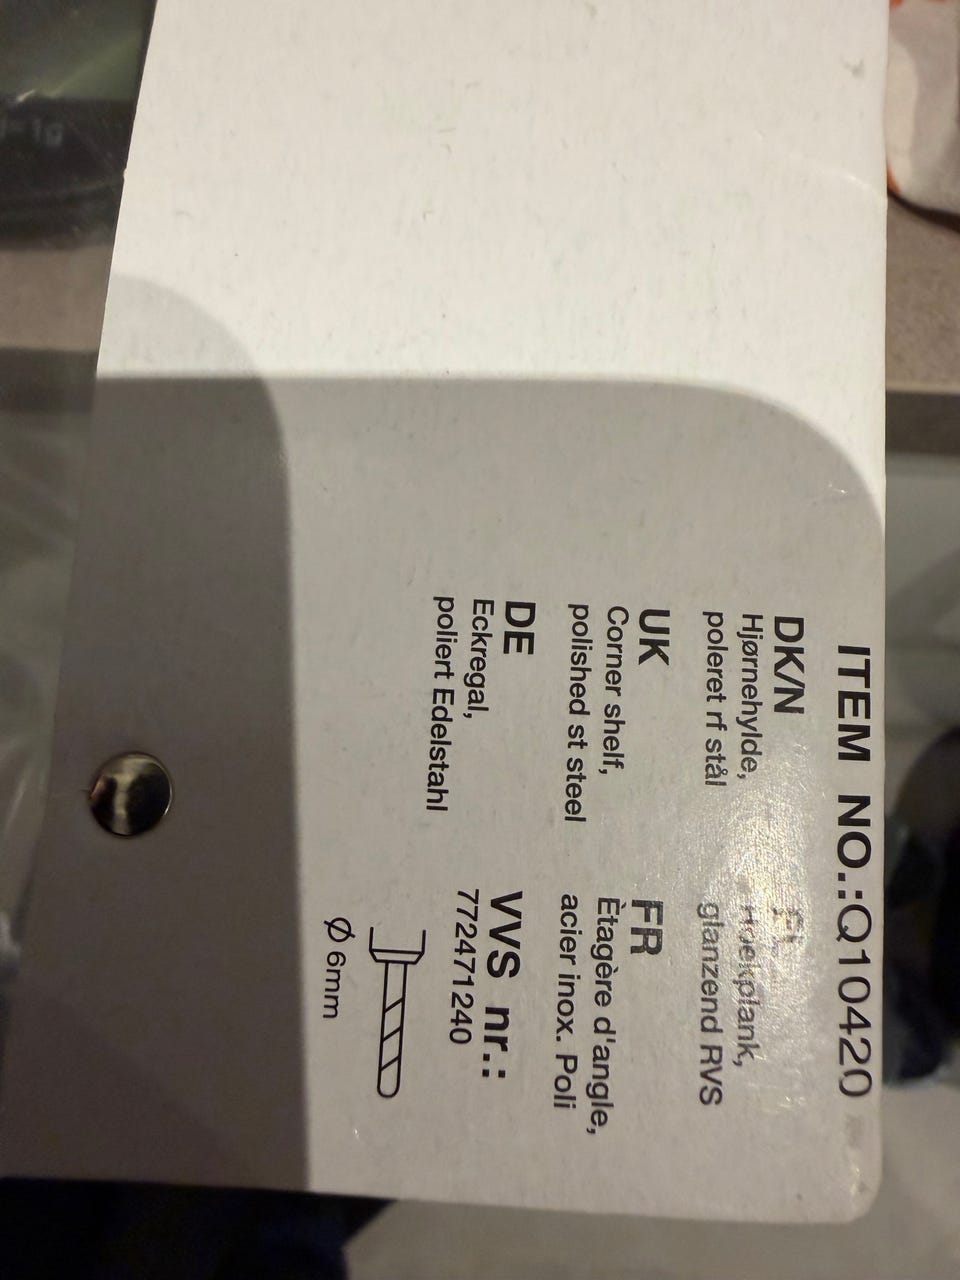 ITEM NO.:Q10420
DK/N
Hjørnehylde,
poleret rf stål
UK
Corner shelf,
polished st steel
DE
Eckregal,
poliert Edelstahl
Hoekplank,
glanzend RVS
FR
Ètagère d'angle,
acier inox. Poli
VVS nr.:
772471240
Ø 6mm